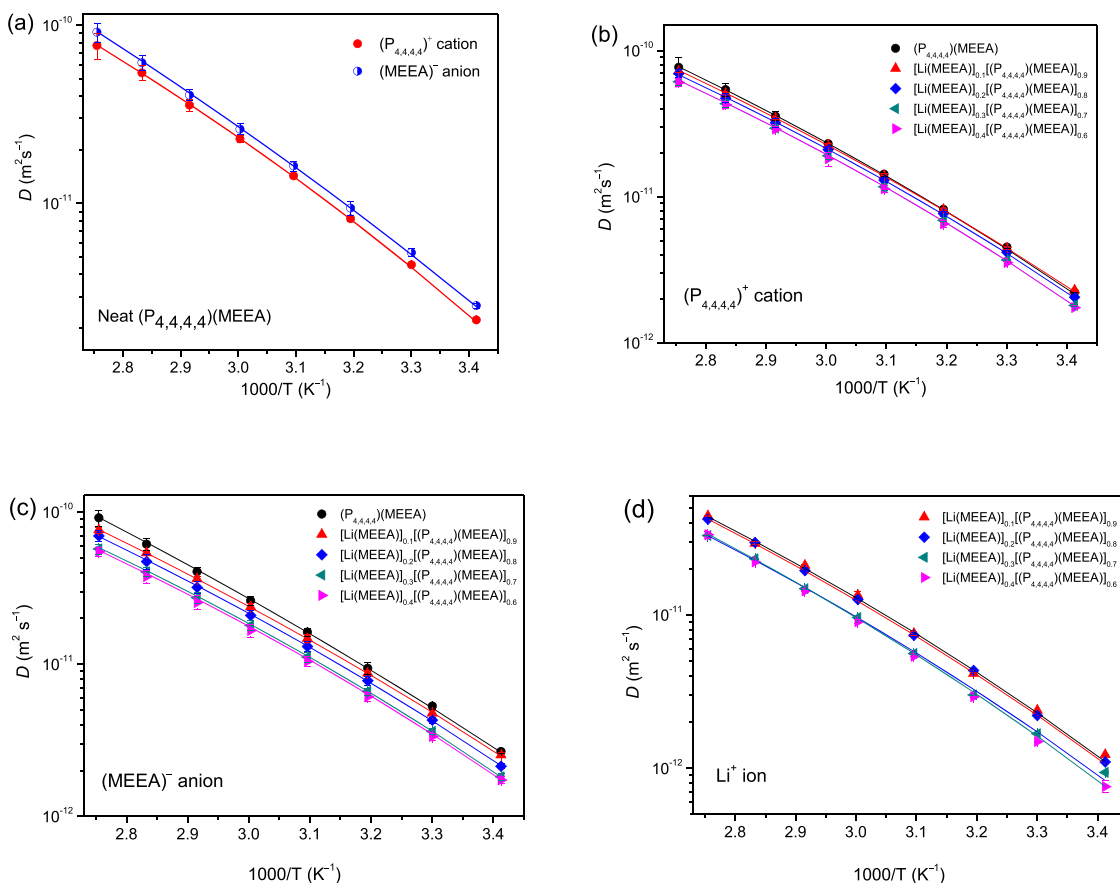 (a)
10⁻¹⁰
10⁻¹¹
D (m²s⁻¹)
(P₄,₄,₄,₄)⁺ cation
(MEEA)⁻ anion
Neat (P₄,₄,₄,₄)(MEEA)
2.8 2.9 3.0 3.1 3.2 3.3 3.4
1000/T (K⁻¹)
(b)
10⁻¹⁰
10⁻¹¹
10⁻¹²
D (m²s⁻¹)
(P₄,₄,₄,₄)(MEEA)
[Li(MEEA)]₀.₁[(P₄,₄,₄,₄)(MEEA)]₀.₉
[Li(MEEA)]₀.₂[(P₄,₄,₄,₄)(MEEA)]₀.₈
[Li(MEEA)]₀.₃[(P₄,₄,₄,₄)(MEEA)]₀.₇
[Li(MEEA)]₀.₄[(P₄,₄,₄,₄)(MEEA)]₀.₆
(P₄,₄,₄,₄)⁺ cation
2.8 2.9 3.0 3.1 3.2 3.3 3.4
1000/T (K⁻¹)
(c)
10⁻¹⁰
10⁻¹¹
10⁻¹²
D (m² s⁻¹)
(P₄,₄,₄,₄)(MEEA)
[Li(MEEA)]₀.₁[(P₄,₄,₄,₄)(MEEA)]₀.₉
[Li(MEEA)]₀.₂[(P₄,₄,₄,₄)(MEEA)]₀.₈
[Li(MEEA)]₀.₃[(P₄,₄,₄,₄)(MEEA)]₀.₇
[Li(MEEA)]₀.₄[(P₄,₄,₄,₄)(MEEA)]₀.₆
(MEEA)⁻ anion
2.8 2.9 3.0 3.1 3.2 3.3 3.4
1000/T (K⁻¹)
(d)
10⁻¹¹
10⁻¹²
D (m² s⁻¹)
[Li(MEEA)]₀.₁[(P₄,₄,₄,₄)(MEEA)]₀.₉
[Li(MEEA)]₀.₂[(P₄,₄,₄,₄)(MEEA)]₀.₈
[Li(MEEA)]₀.₃[(P₄,₄,₄,₄)(MEEA)]₀.₇
[Li(MEEA)]₀.₄[(P₄,₄,₄,₄)(MEEA)]₀.₆
Li⁺ ion
2.8 2.9 3.0 3.1 3.2 3.3 3.4
1000/T (K⁻¹)